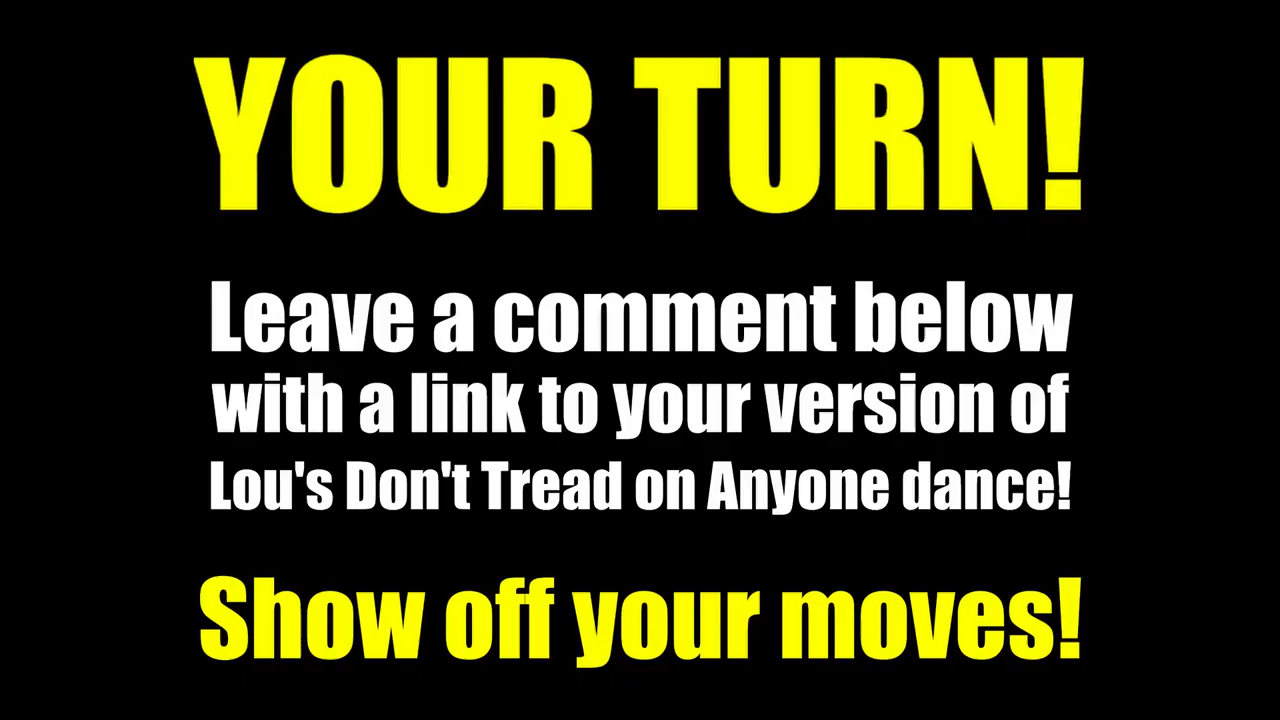 YOUR TURN!
Leave a comment below
with a link to your version of
Lou's Don't Tread on Anyone dance!
Show off your moves!